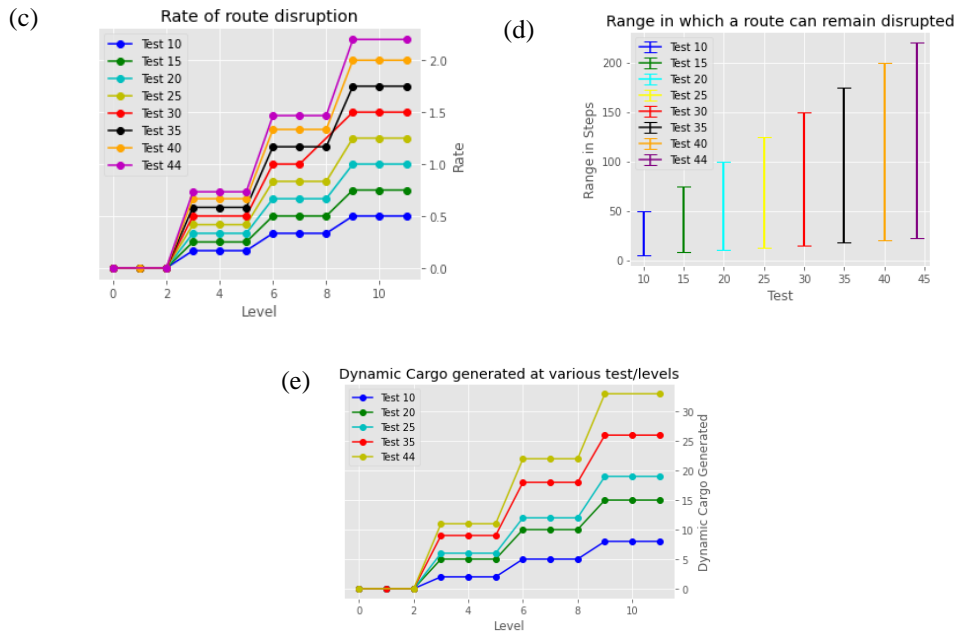 (c)
Rate of route disruption
Test 10
Test 15
Test 20
Test 25
Test 30
Test 35
Test 40
Test 44
2.0
1.5
1.0
0.5
0.0
Rate
0 2 4 6 8 10
Level
(d)
Range in which a route can remain disrupted
Test 10
Test 15
Test 20
Test 25
Test 30
Test 35
Test 40
Test 44
200
150
100
50
0
Range in Steps
10 15 20 25 30 35 40 45
Test
(e)
Dynamic Cargo generated at various test/levels
Test 10
Test 20
Test 25
Test 35
Test 44
30
25
20
15
10
5
0
Dynamic Cargo Generated
0 2 4 6 8 10
Level